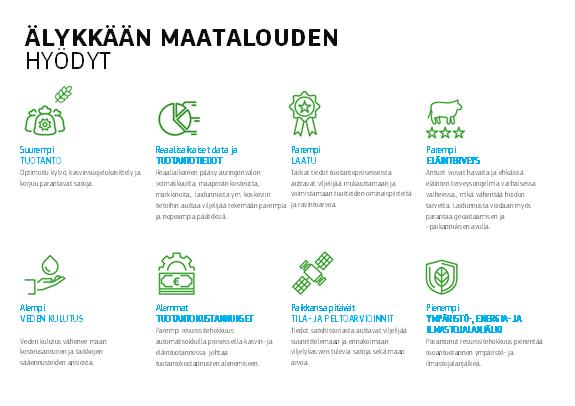 ÄLYKKÄÄN MAATALOUDEN
HYÖDYT
Suurempi
TUOTANTO
Optimoitu kylvö, kasvinsuojelukäsittely ja
korjuu parantavat satoja.
Reaaliaikaiset data ja
TUOTANTOTIEDOT
Reaaliaikainen pääsy auringonvalon
voimakkuutta, maaperän kosteutta,
markkinoita, laidunnusta ym. koskeviin
tietoihin auttaa viljelijää tekemään parempia
ja nopeampia päätöksiä.
Parempi
LAATU
Tarkat tiedot tuotantoprosesseista
auttavat viljelijää mukauttamaan ja
voimistamaan tuotteiden ominaispiirteitä
ja ravintoarvoa.
Parempi
ELÄINTERVEYS
Anturit voivat havaita ja ehkäistä
eläinten terveysongelmia varhaisessa
vaiheessa, mikä vähentää hoidon
tarvetta. Laidunnusta voidaan myös
parantaa geoaitaamisen ja
-paikannuksen avulla.
Alempi
VEDEN KULUTUS
Veden kulutus vähenee maan
kosteusanturien ja tarkkojen
sääennusteiden ansiosta.
Alemmat
TUOTANTOKUSTANNUKSET
Parempi resurssitehokkuus
automatisoiduilla prosesseilla kasvin- ja
eläintuotannossa johtaa
tuotantokustannusten alenemiseen.
Paikkansapitävät
TILA- JA PELTOARVIOINNIT
Tiedot satohistoriasta auttavat viljelijää
suunnittelemaan ja ennakoimaan
viljelykasvien tulevia satoja sekä maan
arvoa.
Pienempi
YMPÄRISTÖ-, ENERGIA- JA
ILMASTOJALANJÄLKI
Parantunut resurssitehokkuus pienentää
ruoantuotannon ympäristö- ja
ilmastojalanjälkeä.